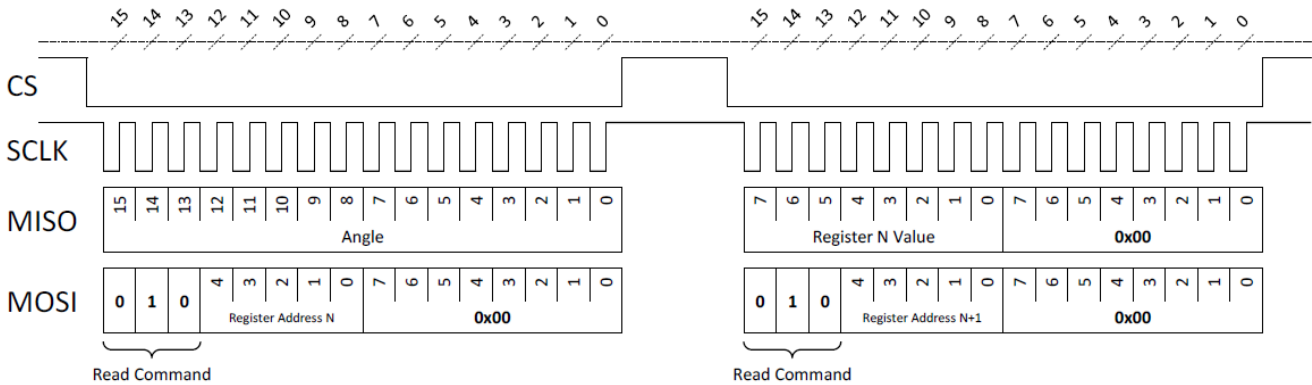 15 14 13 12 11 10 9 8 7 6 5 4 3 2 1 0 15 14 13 12 11 10 9 8 7 6 5 4 3 2 1 0
CS
SCLK
MISO 15 14 13 12 11 10 9 8 7 6 5 4 3 2 1 0 7 6 5 4 3 2 1 0 7 6 5 4 3 2 1 0
Angle Register N Value 0x00
MOSI 0 1 0 4 3 2 1 0 7 6 5 4 3 2 1 0 0 1 0 4 3 2 1 0 7 6 5 4 3 2 1 0
Register Address N 0x00 Register Address N+1 0x00
Read Command Read Command